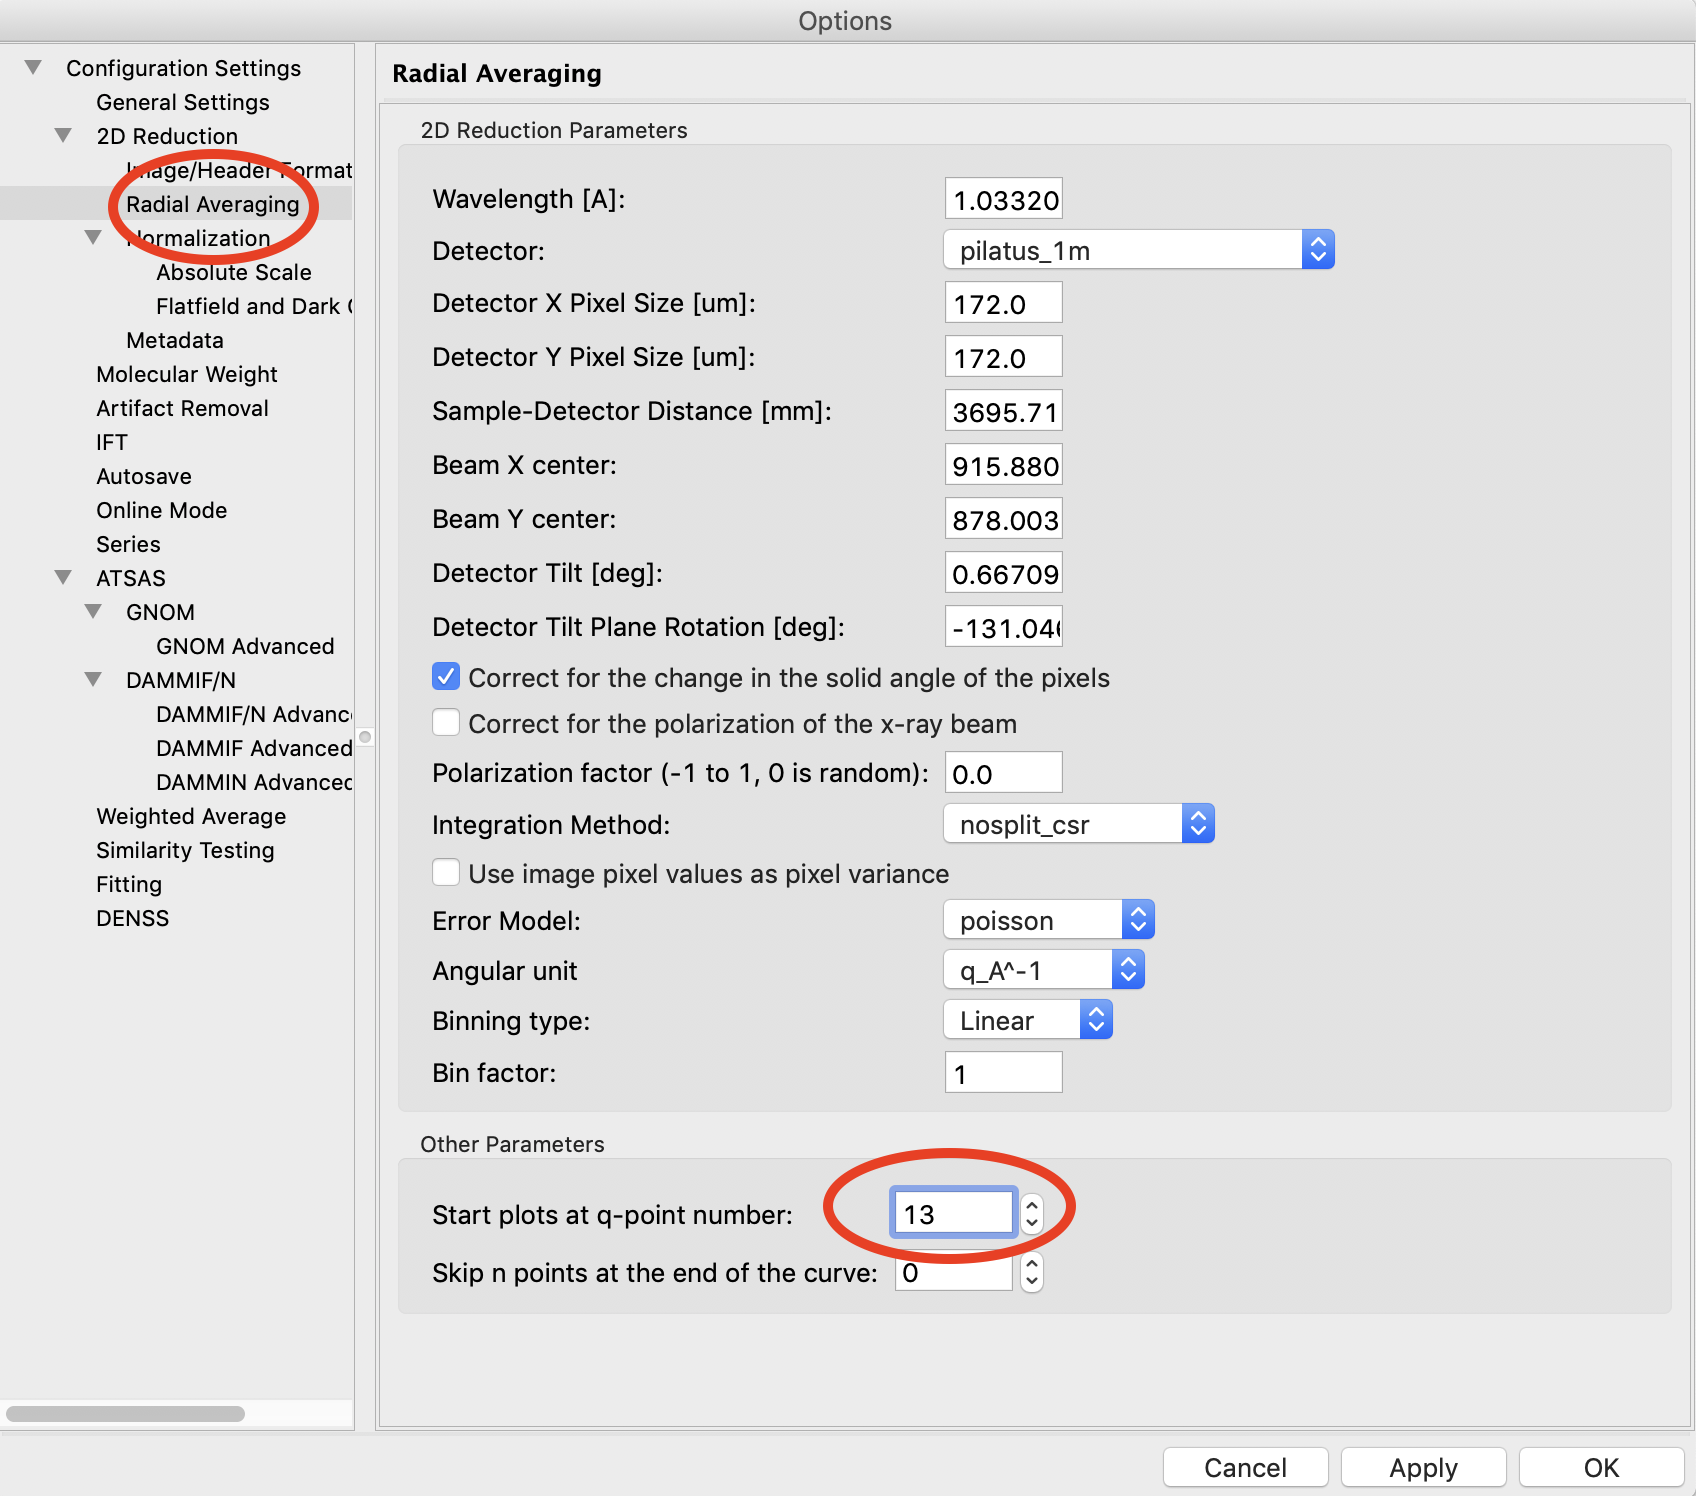 Options
Configuration Settings
General Settings
2D Reduction
Image/Header Format
Radial Averaging
Normalization
Absolute Scale
Flatfield and Dark
Metadata
Molecular Weight
Artifact Removal
IFT
Autosave
Online Mode
Series
ATSAS
GNOM
GNOM Advanced
DAMMIF/N
DAMMIF/N Advanc
DAMMIF Advanced
DAMMIN Advanced
Weighted Average
Similarity Testing
Fitting
DENSS
Radial Averaging
2D Reduction Parameters
Wavelength [A]: 1.03320
Detector: pilatus_1m
Detector X Pixel Size [um]: 172.0
Detector Y Pixel Size [um]: 172.0
Sample-Detector Distance [mm]: 3695.71
Beam X center: 915.880
Beam Y center: 878.003
Detector Tilt [deg]: 0.66709
Detector Tilt Plane Rotation [deg]: -131.046
Correct for the change in the solid angle of the pixels
Correct for the polarization of the x-ray beam
Polarization factor (-1 to 1, 0 is random): 0.0
Integration Method: nosplit_csr
Use image pixel values as pixel variance
Error Model: poisson
Angular unit q_A^-1
Binning type: Linear
Bin factor: 1
Other Parameters
Start plots at q-point number: 13
Skip n points at the end of the curve: 0
Cancel Apply OK